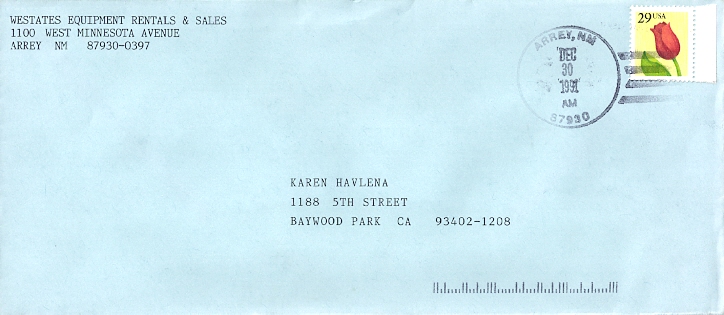 WESTATES EQUIPMENT RENTALS & SALES
1100 WEST MINNESOTA AVENUE
ARREY NM 87930-0397
ARREY, NM
DEC
30
1991
AM
87930
29 USA
KAREN HAVLENA
1188 5TH STREET
BAYWOOD PARK CA 93402-1208